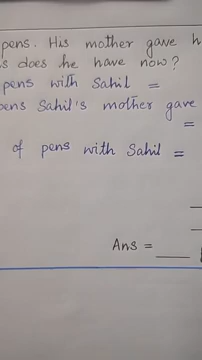 pens. His mother gave h
s does he have now?
pens with Sahil =
pens Sahil's mother gave
=
of pens with Sahil =
Ans = ____